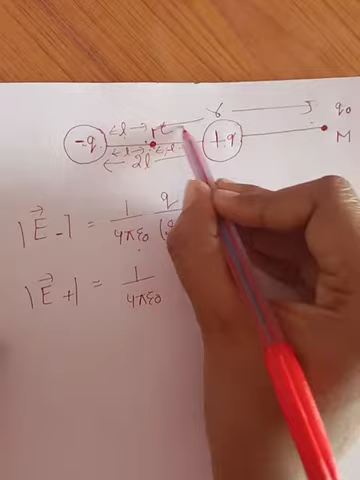 r q₀
l
-q +q M
l
2l
|E⃗-| = 1/4πε₀ q
|E⃗+| = 1/4πε₀